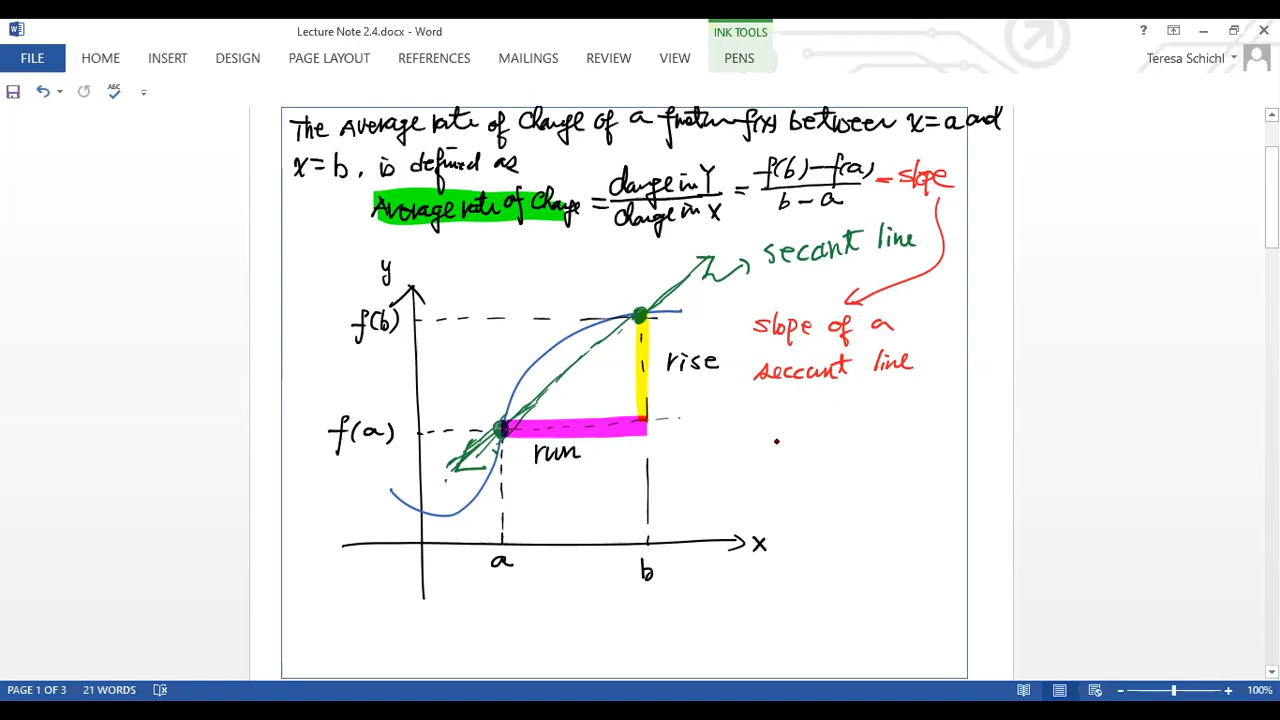 Lecture Note 2.4.docx - Word
INK TOOLS
?
FILE HOME INSERT DESIGN PAGE LAYOUT REFERENCES MAILINGS REVIEW VIEW PENS
Teresa Schichl
ABC
The Average rate of Change of a function f(x) between x = a and
x = b, is defined as
Average rate of Change = change in Y / change in X = f(b) - f(a) / b - a = slope
secant line
y
f(b)
slope of a
seccant line
rise
f(a)
run
x
a
b
PAGE 1 OF 3 21 WORDS
- + 100%